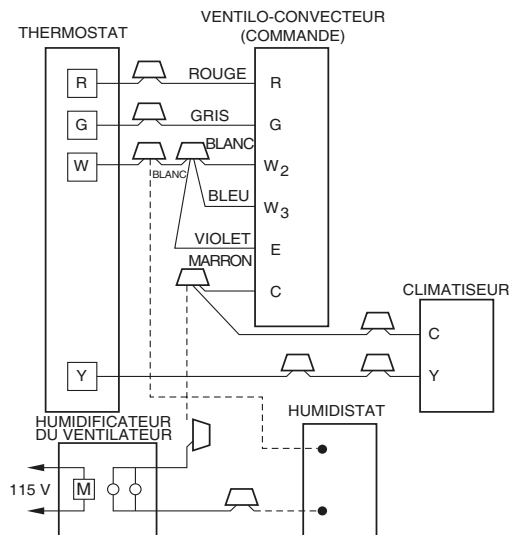 VENTILO-CONVECTEUR
(COMMANDE)
THERMOSTAT
R ROUGE R
G GRIS G
BLANC
W BLANC W2
BLEU W3
VIOLET E
MARRON C
CLIMATISEUR
C
Y Y
HUMIDIFICATEUR
DU VENTILATEUR
HUMIDISTAT
115 V M